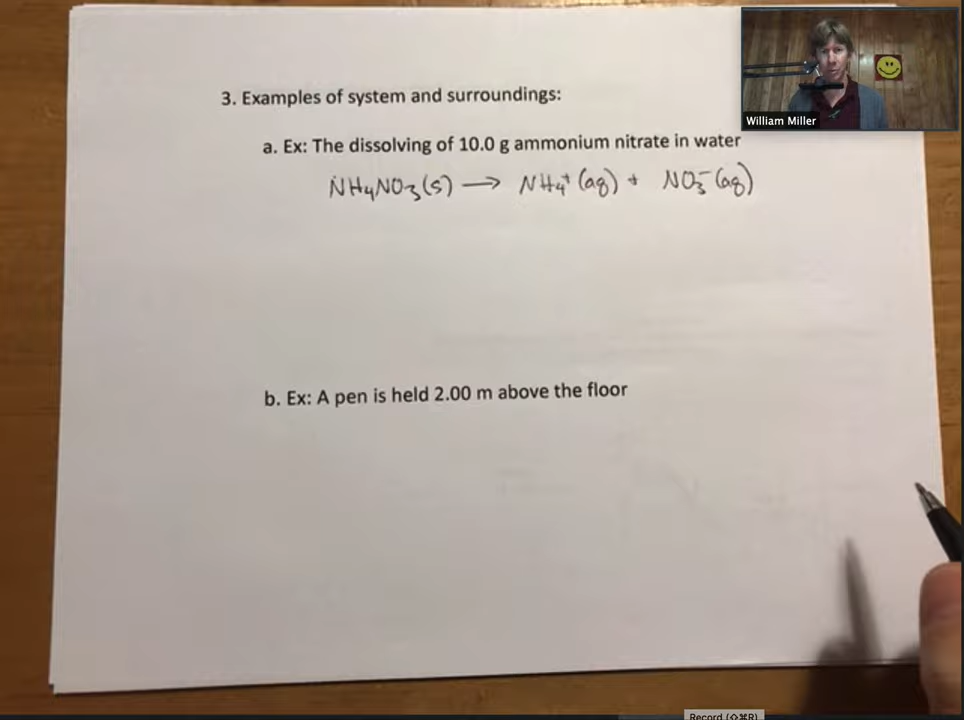 3. Examples of system and surroundings:
William Miller
a. Ex: The dissolving of 10.0 g ammonium nitrate in water
NH₄NO₃(s) → NH₄⁺(aq) + NO₃⁻(aq)
b. Ex: A pen is held 2.00 m above the floor
Record (⇧⌘R)